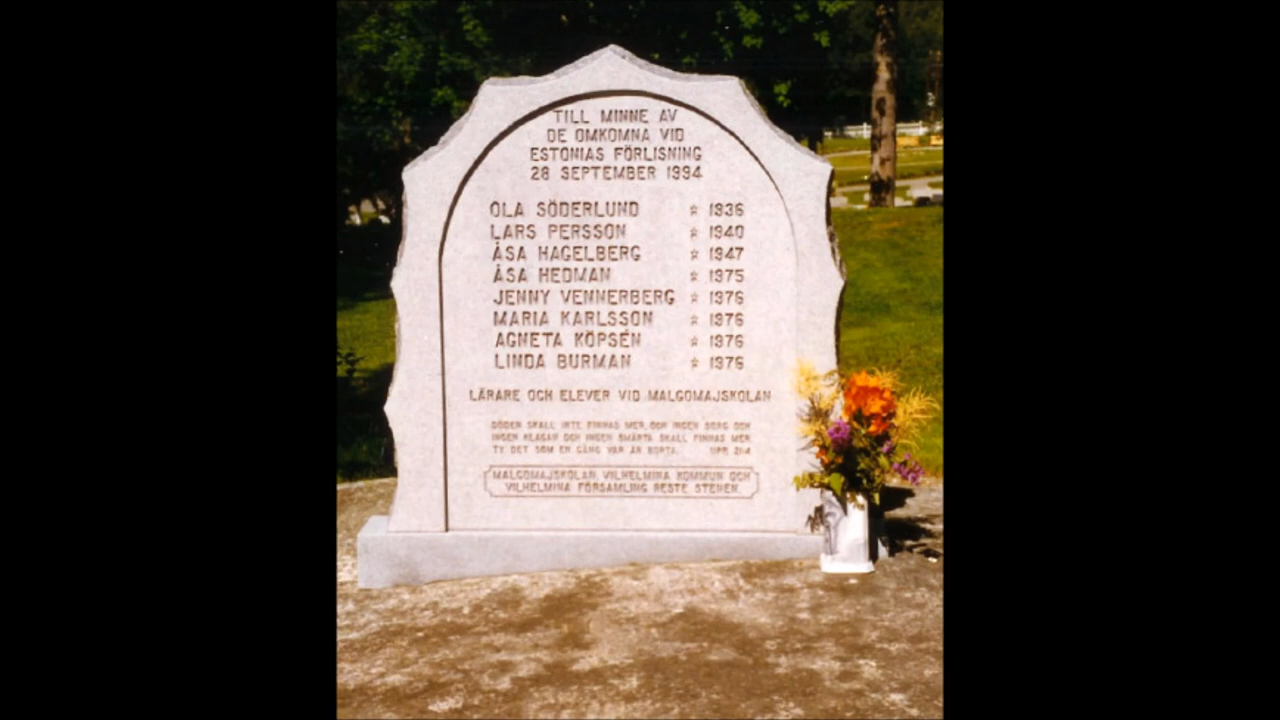 TILL MINNE AV
DE OMKOMNA VID
ESTONIAS FÖRLISNING
28 SEPTEMBER 1994
OLA SÖDERLUND ☆ 1936
LARS PERSSON ☆ 1940
ÅSA HAGELBERG ☆ 1947
ÅSA HEDMAN ☆ 1975
JENNY VENNERBERG ☆ 1976
MARIA KARLSSON ☆ 1976
AGNETA KÖPSÉN ☆ 1976
LINDA BURMAN ☆ 1976
LÄRARE OCH ELEVER VID MALGOMAJSKOLAN
DÖDEN SKALL INTE FINNAS MER, OCH INGEN SORG OCH
INGEN KLAGAN OCH INGEN SMÄRTA SKALL FINNAS MER.
TY DET SOM EN GÅNG VAR ÄR BORTA. UPP. 21:4
MALGOMAJSKOLAN, VILHELMINA KOMMUN OCH
VILHELMINA FÖRSAMLING RESTE STENEN.